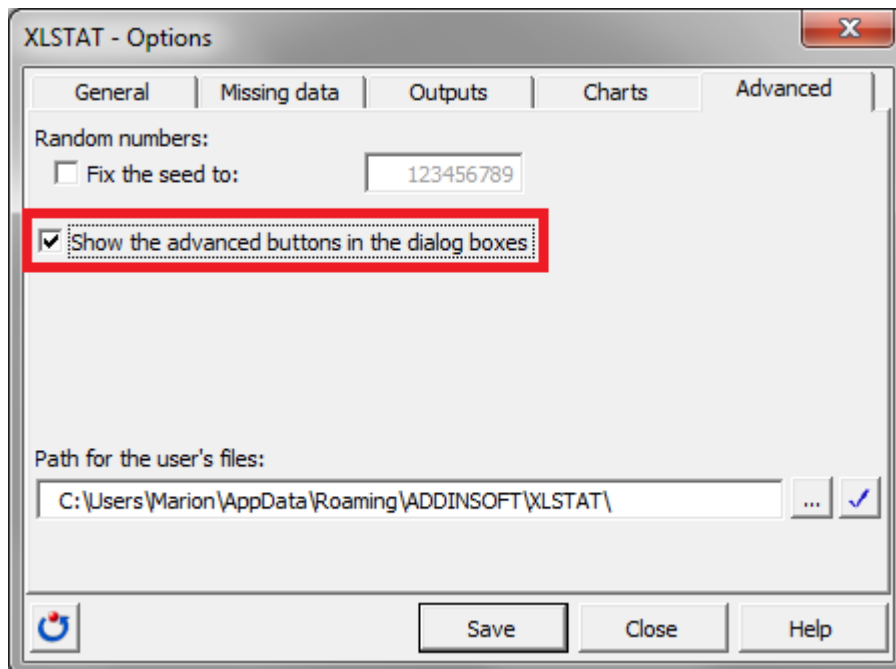 XLSTAT - Options
General Missing data Outputs Charts Advanced
Random numbers:
Fix the seed to: 123456789
Show the advanced buttons in the dialog boxes
Path for the user's files:
C:\Users\Marion\AppData\Roaming\ADDINSOFT\XLSTAT\ ...
Save Close Help